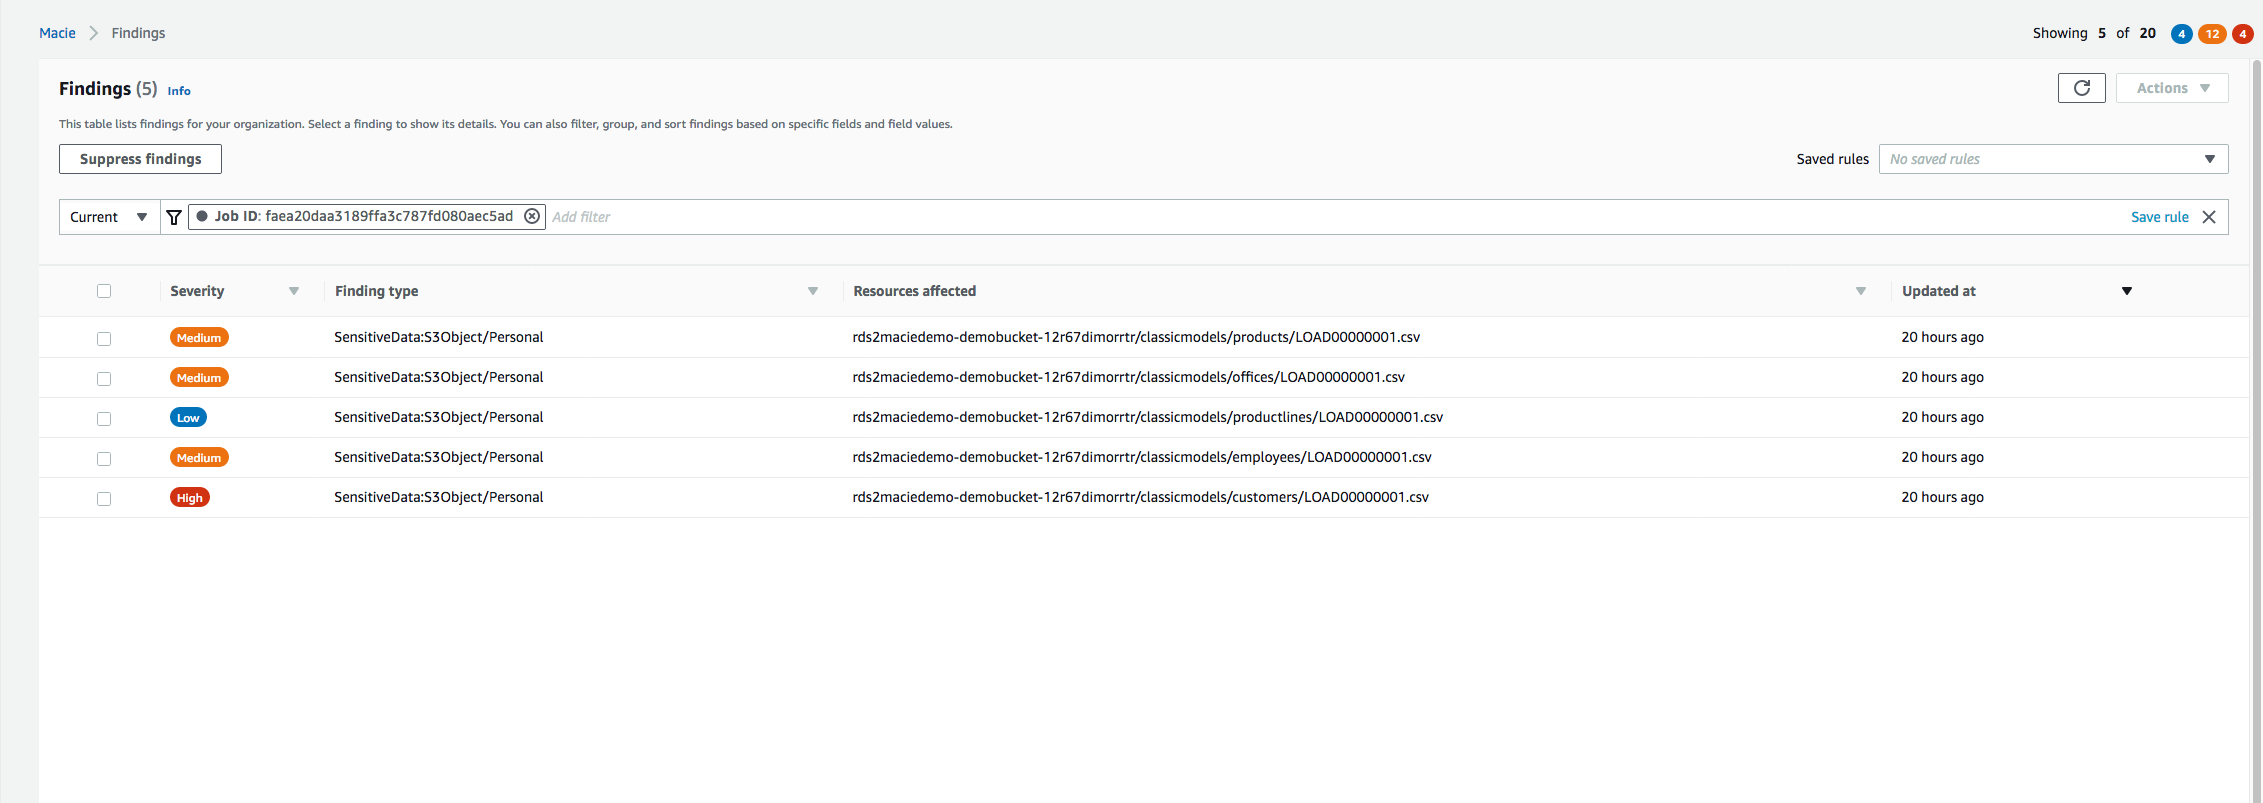 Macie Findings Showing 5 of 20 4 12 4
Findings (5) Info Actions
This table lists findings for your organization. Select a finding to show its details. You can also filter, group, and sort findings based on specific fields and field values.
Suppress findings Saved rules No saved rules
Current Job ID: faea20daa3189ffa3c787fd080aec5ad Add filter Save rule
Severity Finding type Resources affected Updated at
Medium SensitiveData:S3Object/Personal rds2maciedemo-demobucket-12r67dimorrtr/classicmodels/products/LOAD00000001.csv 20 hours ago
Medium SensitiveData:S3Object/Personal rds2maciedemo-demobucket-12r67dimorrtr/classicmodels/offices/LOAD00000001.csv 20 hours ago
Low SensitiveData:S3Object/Personal rds2maciedemo-demobucket-12r67dimorrtr/classicmodels/productlines/LOAD00000001.csv 20 hours ago
Medium SensitiveData:S3Object/Personal rds2maciedemo-demobucket-12r67dimorrtr/classicmodels/employees/LOAD00000001.csv 20 hours ago
High SensitiveData:S3Object/Personal rds2maciedemo-demobucket-12r67dimorrtr/classicmodels/customers/LOAD00000001.csv 20 hours ago